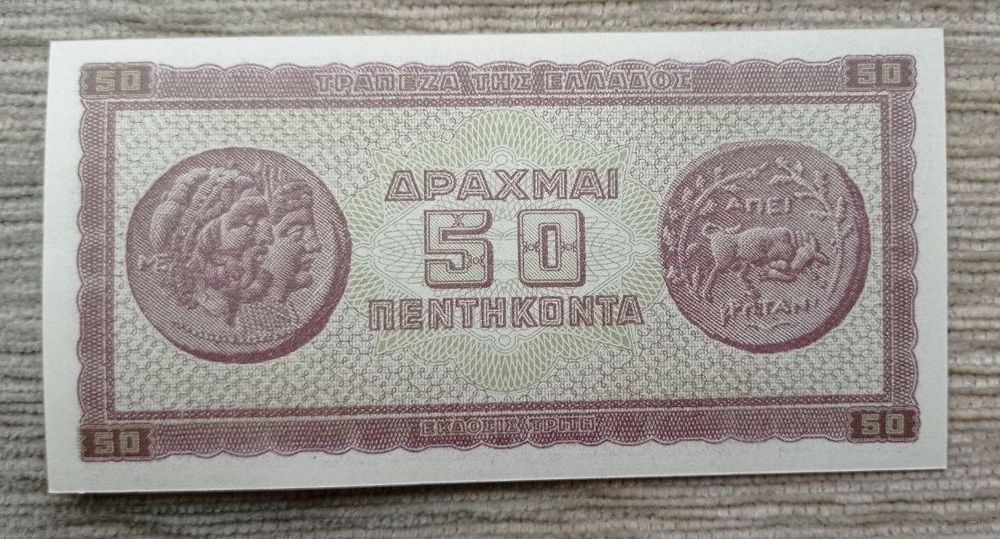 50 ΤΡΑΠΕΖΑ ΤΗΣ ΕΛΛΑΔΟΣ 50
ΔΡΑΧΜΑΙ
50
ΠΕΝΤΗΚΟΝΤΑ
ΑΠΕΙ
50 ΕΚΔΟΣΙΣ ΤΡΙΤΗ 50